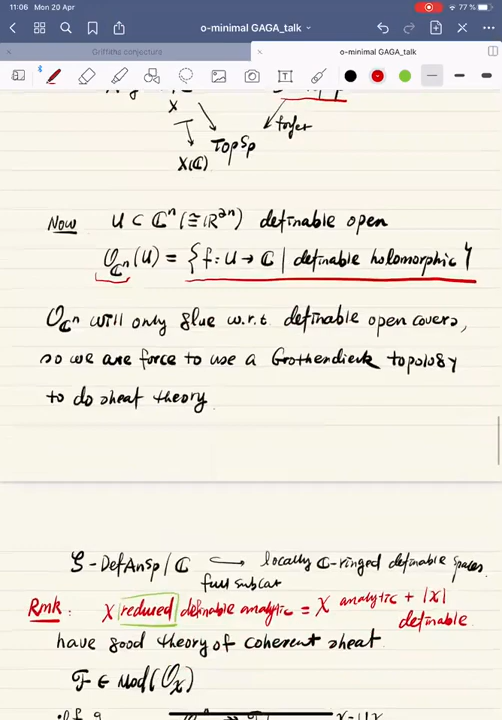 11:06 Mon 20 Apr
77 %
o-minimal GAGA_talk
Griffiths conjecture
o-minimal GAGA_talk
X
TopSp
forget
X(ℂ)
Now U ⊂ ℂⁿ (≅ ℝ²ⁿ) definable open
𝒪_ℂⁿ(U) = { f: U → ℂ | definable holomorphic }
𝒪_ℂⁿ will only glue w.r.t. definable open covers,
so we are force to use a Grothendieck topology
to do sheaf theory.
S-DefAnSp/ℂ ↪ locally ℂ-ringed definable spaces.
full subcat
Rmk: X reduced definable analytic = X analytic + |X| definable
have good theory of coherent sheaf.
ℱ ∈ Mod(𝒪_X)